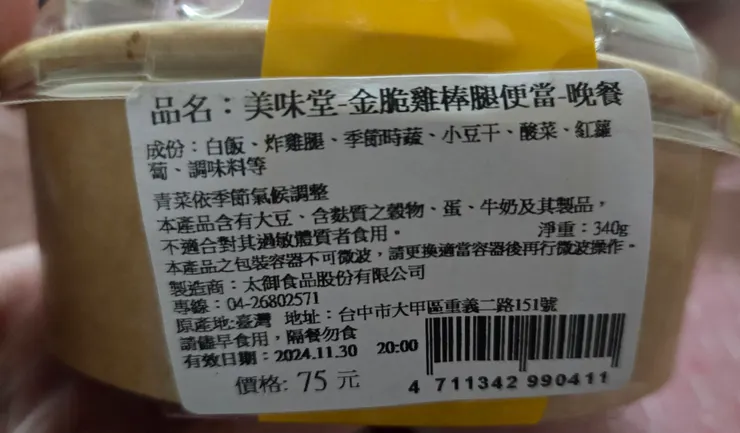 品名：美味堂-金脆雞棒腿便當-晚餐
成份：白飯、炸雞腿、季節時蔬、小豆干、酸菜、紅蘿
蔔、調味料等
青菜依季節氣候調整
本產品含有大豆、含麩質之穀物、蛋、牛奶及其製品，
不適合對其過敏體質者食用。 淨重：340g
本產品之包裝容器不可微波，請更換適當容器後再行微波操作。
製造商：太御食品股份有限公司
專線：04-26802571
原產地:臺灣 地址：台中市大甲區重義二路151號
請儘早食用，隔餐勿食
有效日期：2024.11.30 20:00
價格: 75 元
4 711342 990411